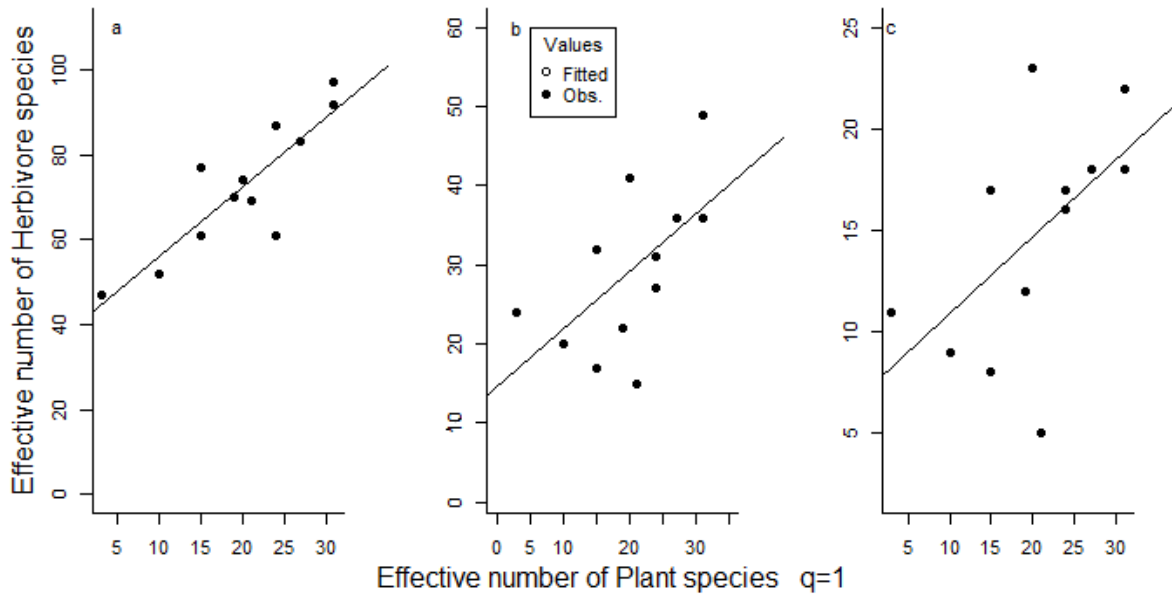 Effective number of Herbivore species
a
100
80
60
40
20
0
5 10 15 20 25 30
b
Values
Fitted
Obs.
60
50
40
30
20
10
0
0 5 10 20 30
c
25
20
15
10
5
5 10 15 20 25 30
Effective number of Plant species q=1